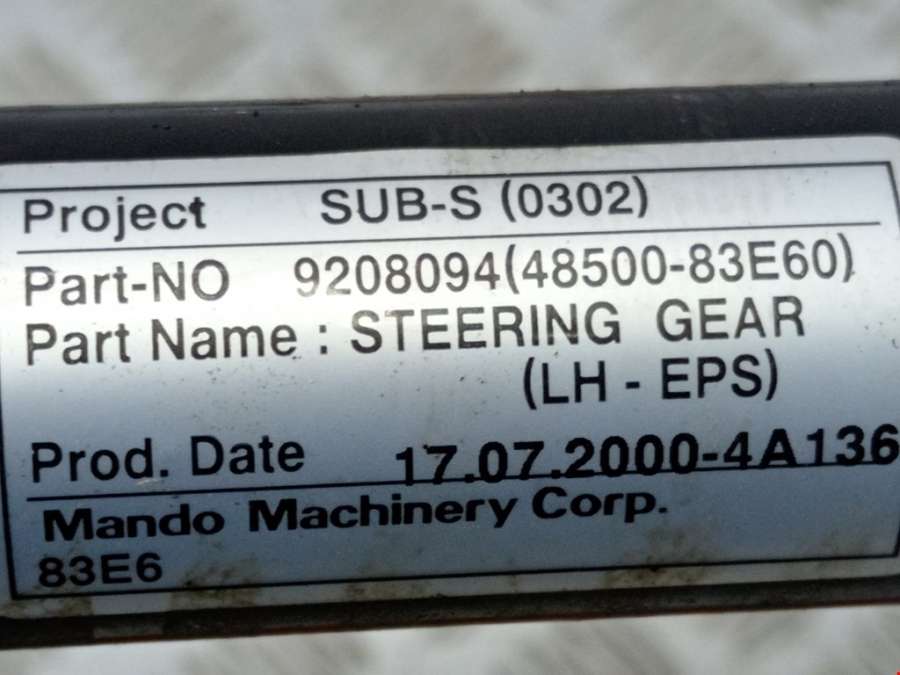 Project SUB-S (0302)
Part-NO 9208094(48500-83E60)
Part Name : STEERING GEAR
(LH - EPS)
Prod. Date 17.07.2000-4A136
Mando Machinery Corp.
83E6